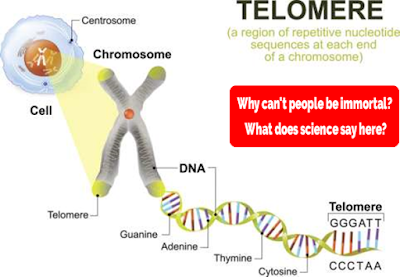 TELOMERE
(a region of repetitive nucleotide
sequences at each end
of a chromosome)
Centrosome
Chromosome
Cell
Why can't people be immortal?
What does science say here?
DNA
Telomere
Telomere
GGGATT
Guanine
Adenine
Thymine
Cytosine
CCCTAA